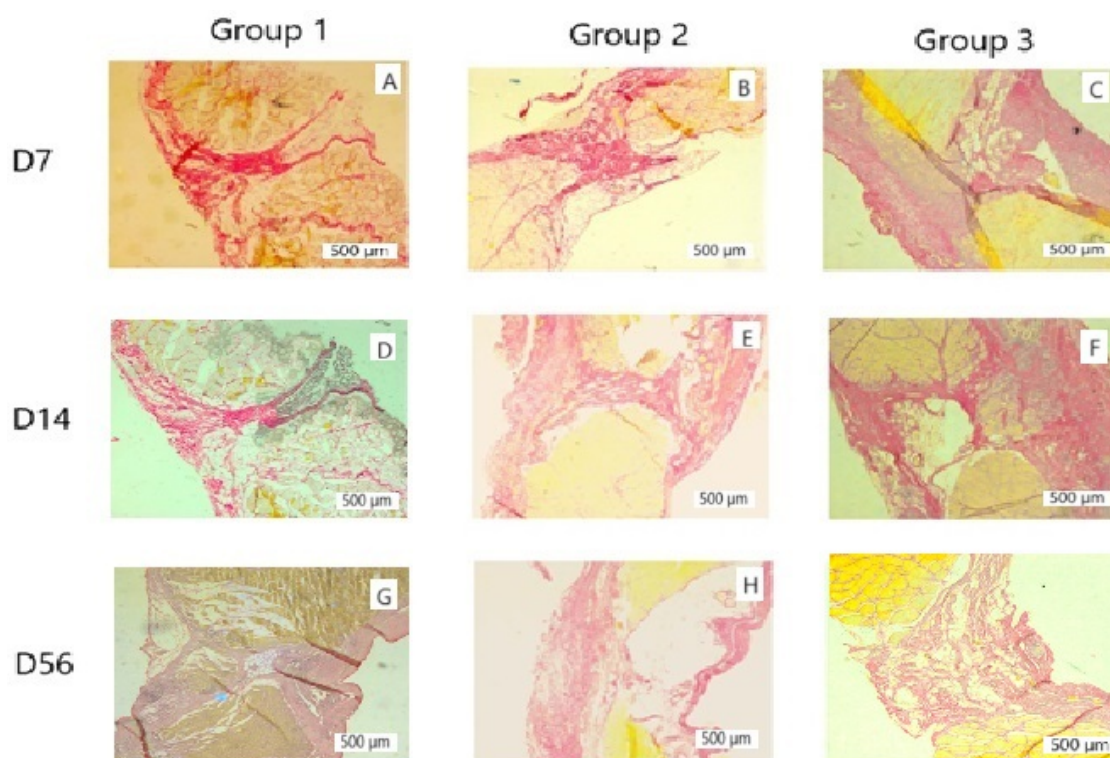 Group 1
Group 2
Group 3
D7
A
500 µm
B
500 µm
C
500 µm
D14
D
500 µm
E
500 µm
F
500 µm
D56
G
500 µm
H
500 µm
500 µm